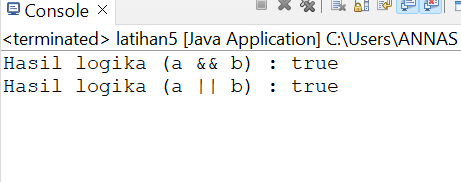 Console
<terminated> latihan5 [Java Application] C:\Users\ANNAS
Hasil logika (a && b) : true
Hasil logika (a || b) : true